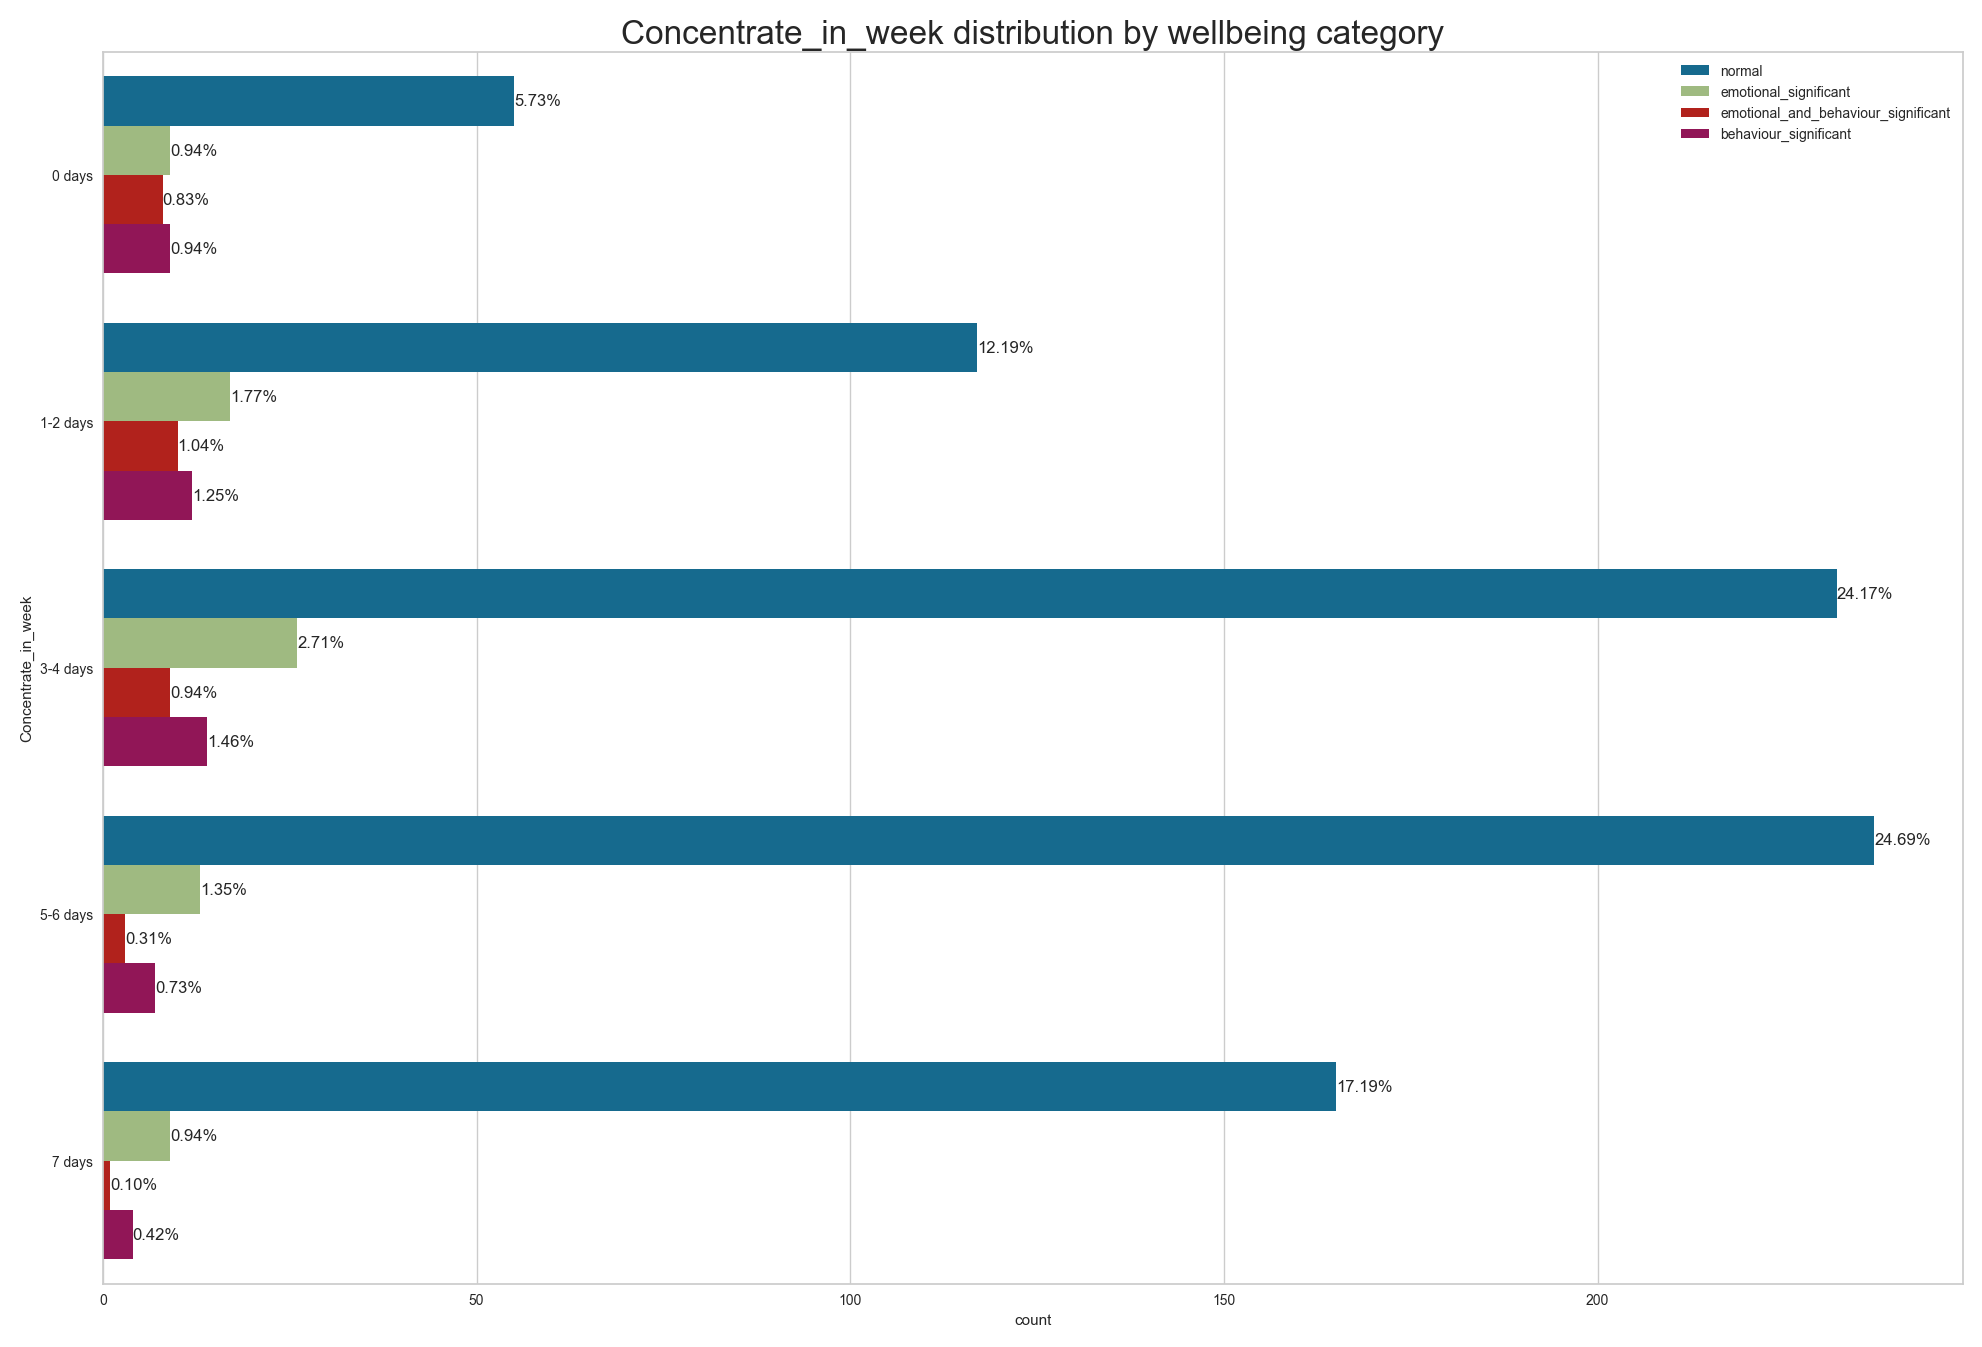 Concentrate_in_week distribution by wellbeing category
normal
emotional_significant
emotional_and_behaviour_significant
behaviour_significant
Concentrate_in_week
0 days
5.73%
0.94%
0.83%
0.94%
1-2 days
12.19%
1.77%
1.04%
1.25%
3-4 days
24.17%
2.71%
0.94%
1.46%
5-6 days
24.69%
1.35%
0.31%
0.73%
7 days
17.19%
0.94%
0.10%
0.42%
0 50 100 150 200
count